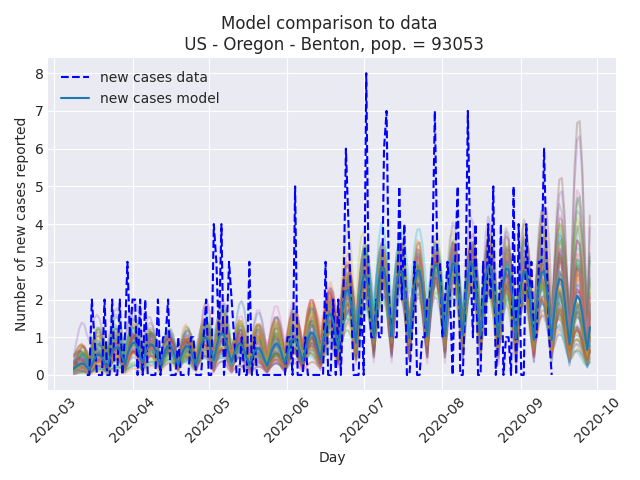 Model comparison to data
US - Oregon - Benton, pop. = 93053
new cases data
new cases model
Number of new cases reported
8
7
6
5
4
3
2
1
0
2020-03
2020-04
2020-05
2020-06
2020-07
2020-08
2020-09
2020-10
Day